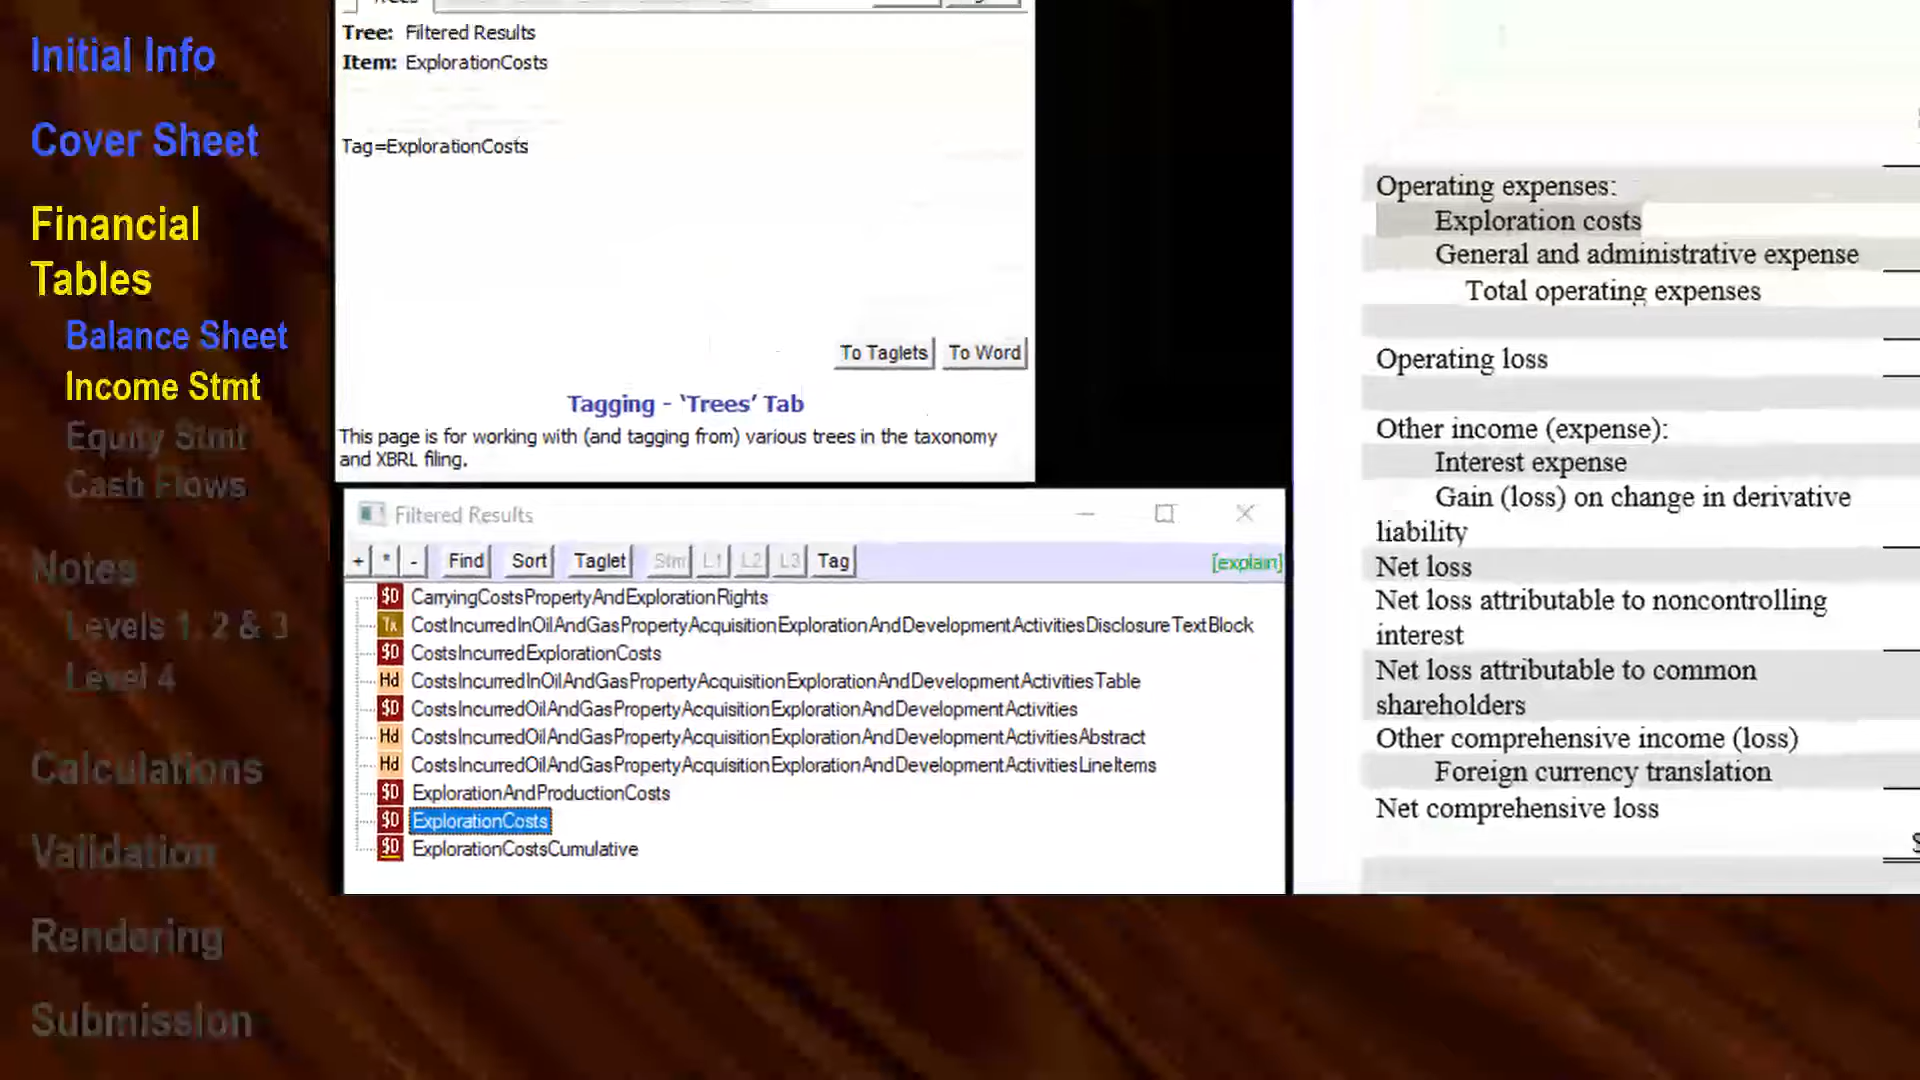 Initial Info
Cover Sheet
Financial
Tables
Balance Sheet
Income Stmt
Equity Stmt
Cash Flows
Notes
Levels 1, 2 & 3
Level 4
Calculations
Validation
Rendering
Submission
Tree: Filtered Results
Item: ExplorationCosts
Tag=ExplorationCosts
To Taglets To Word
Tagging - 'Trees' Tab
This page is for working with (and tagging from) various trees in the taxonomy
and XBRL filing.
Filtered Results
+ * - Find Sort Taglet Stmt L1 L2 L3 Tag [explain]
$D CarryingCostsPropertyAndExplorationRights
Tx CostIncurredInOilAndGasPropertyAcquisitionExplorationAndDevelopmentActivitiesDisclosureTextBlock
$D CostsIncurredExplorationCosts
Hd CostsIncurredInOilAndGasPropertyAcquisitionExplorationAndDevelopmentActivitiesTable
$D CostsIncurredOilAndGasPropertyAcquisitionExplorationAndDevelopmentActivities
Hd CostsIncurredOilAndGasPropertyAcquisitionExplorationAndDevelopmentActivitiesAbstract
Hd CostsIncurredOilAndGasPropertyAcquisitionExplorationAndDevelopmentActivitiesLineItems
$D ExplorationAndProductionCosts
$D ExplorationCosts
$D ExplorationCostsCumulative
Operating expenses:
Exploration costs
General and administrative expense
Total operating expenses
Operating loss
Other income (expense):
Interest expense
Gain (loss) on change in derivative
liability
Net loss
Net loss attributable to noncontrolling
interest
Net loss attributable to common
shareholders
Other comprehensive income (loss)
Foreign currency translation
Net comprehensive loss